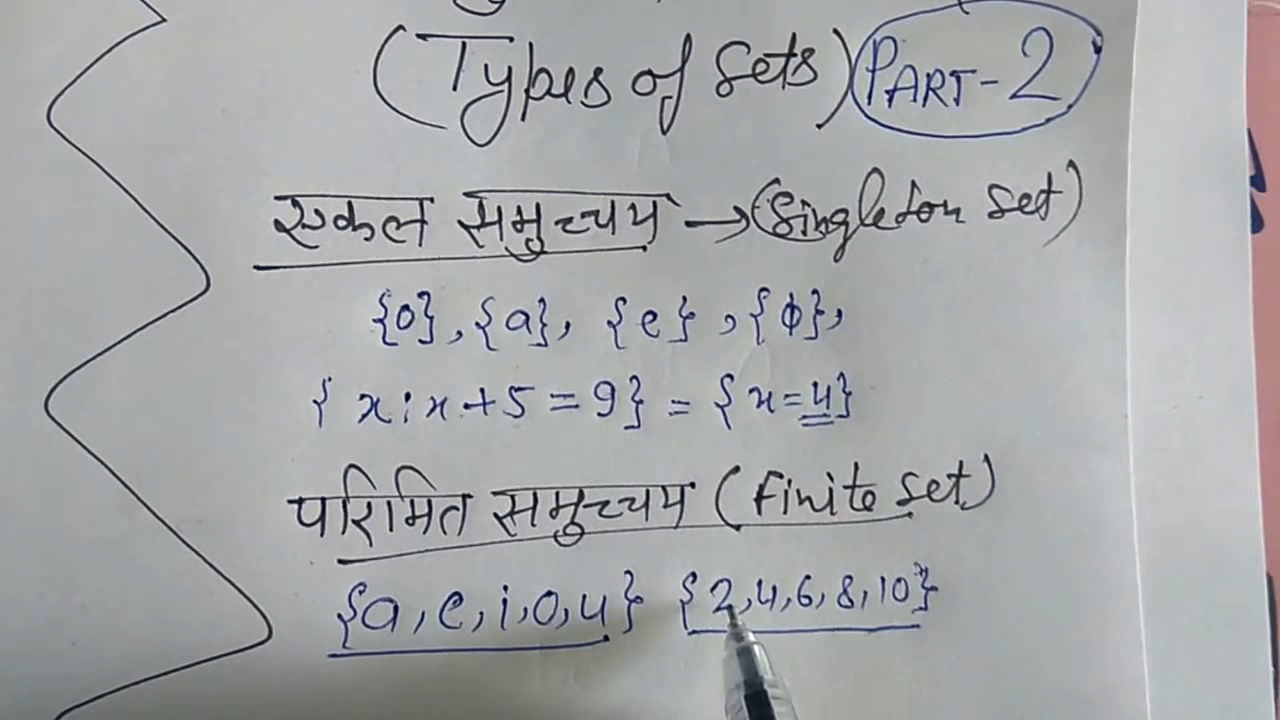 (Types of Sets) PART-2
एकल समुच्चय → (Singleton Set)
{0}, {a}, {e}, {ϕ},
{x:x+5=9} = {x=4}
परिमित समुच्चय (Finite Set)
{a, e, i, o, u} {2,4,6,8,10}